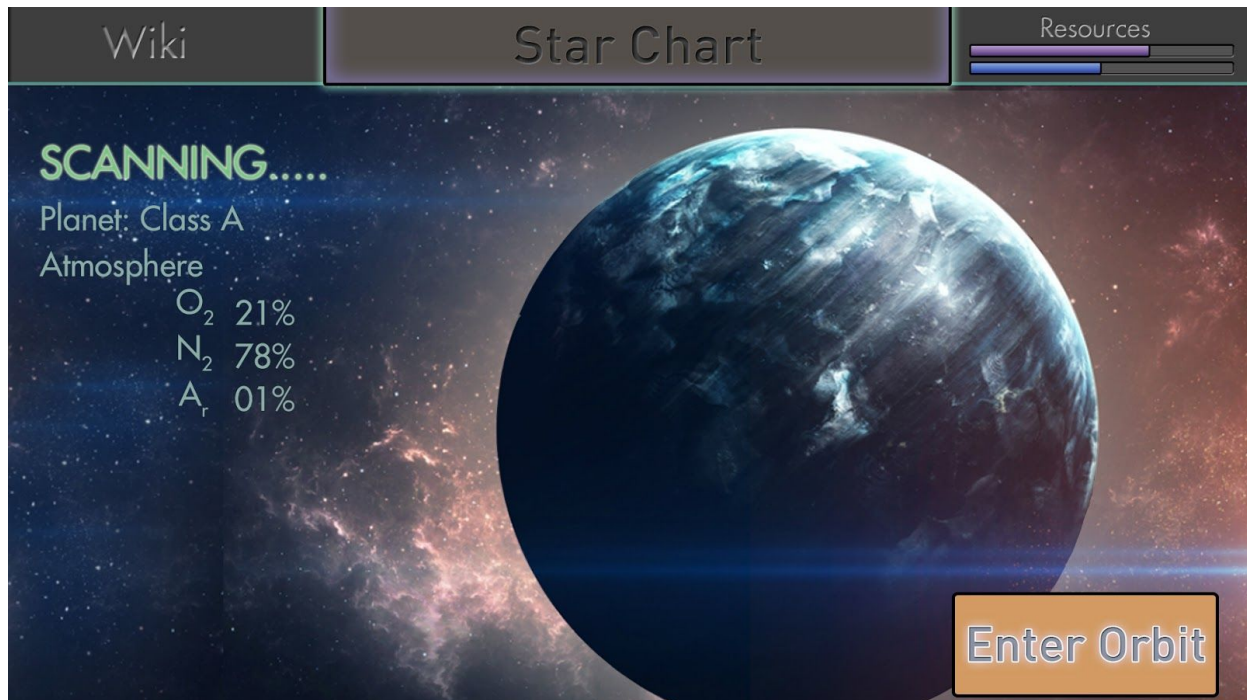 Wiki
Star Chart
Resources
SCANNING.....
Planet: Class A
Atmosphere
O2 21%
N2 78%
Ar 01%
Enter Orbit